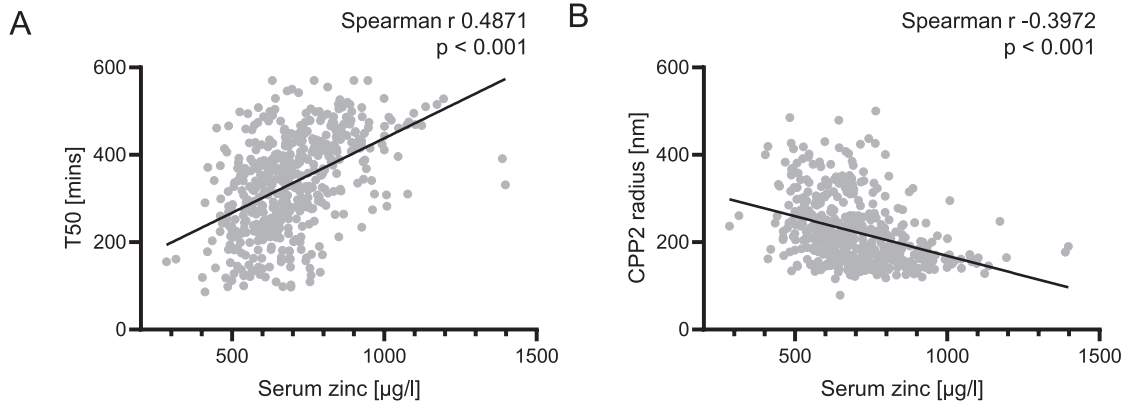 A
Spearman r 0.4871
p < 0.001
600
400
200
0
T50 [mins]
500
1000
1500
Serum zinc [µg/l]
B
Spearman r -0.3972
p < 0.001
600
400
200
0
CPP2 radius [nm]
500
1000
1500
Serum zinc [µg/l]